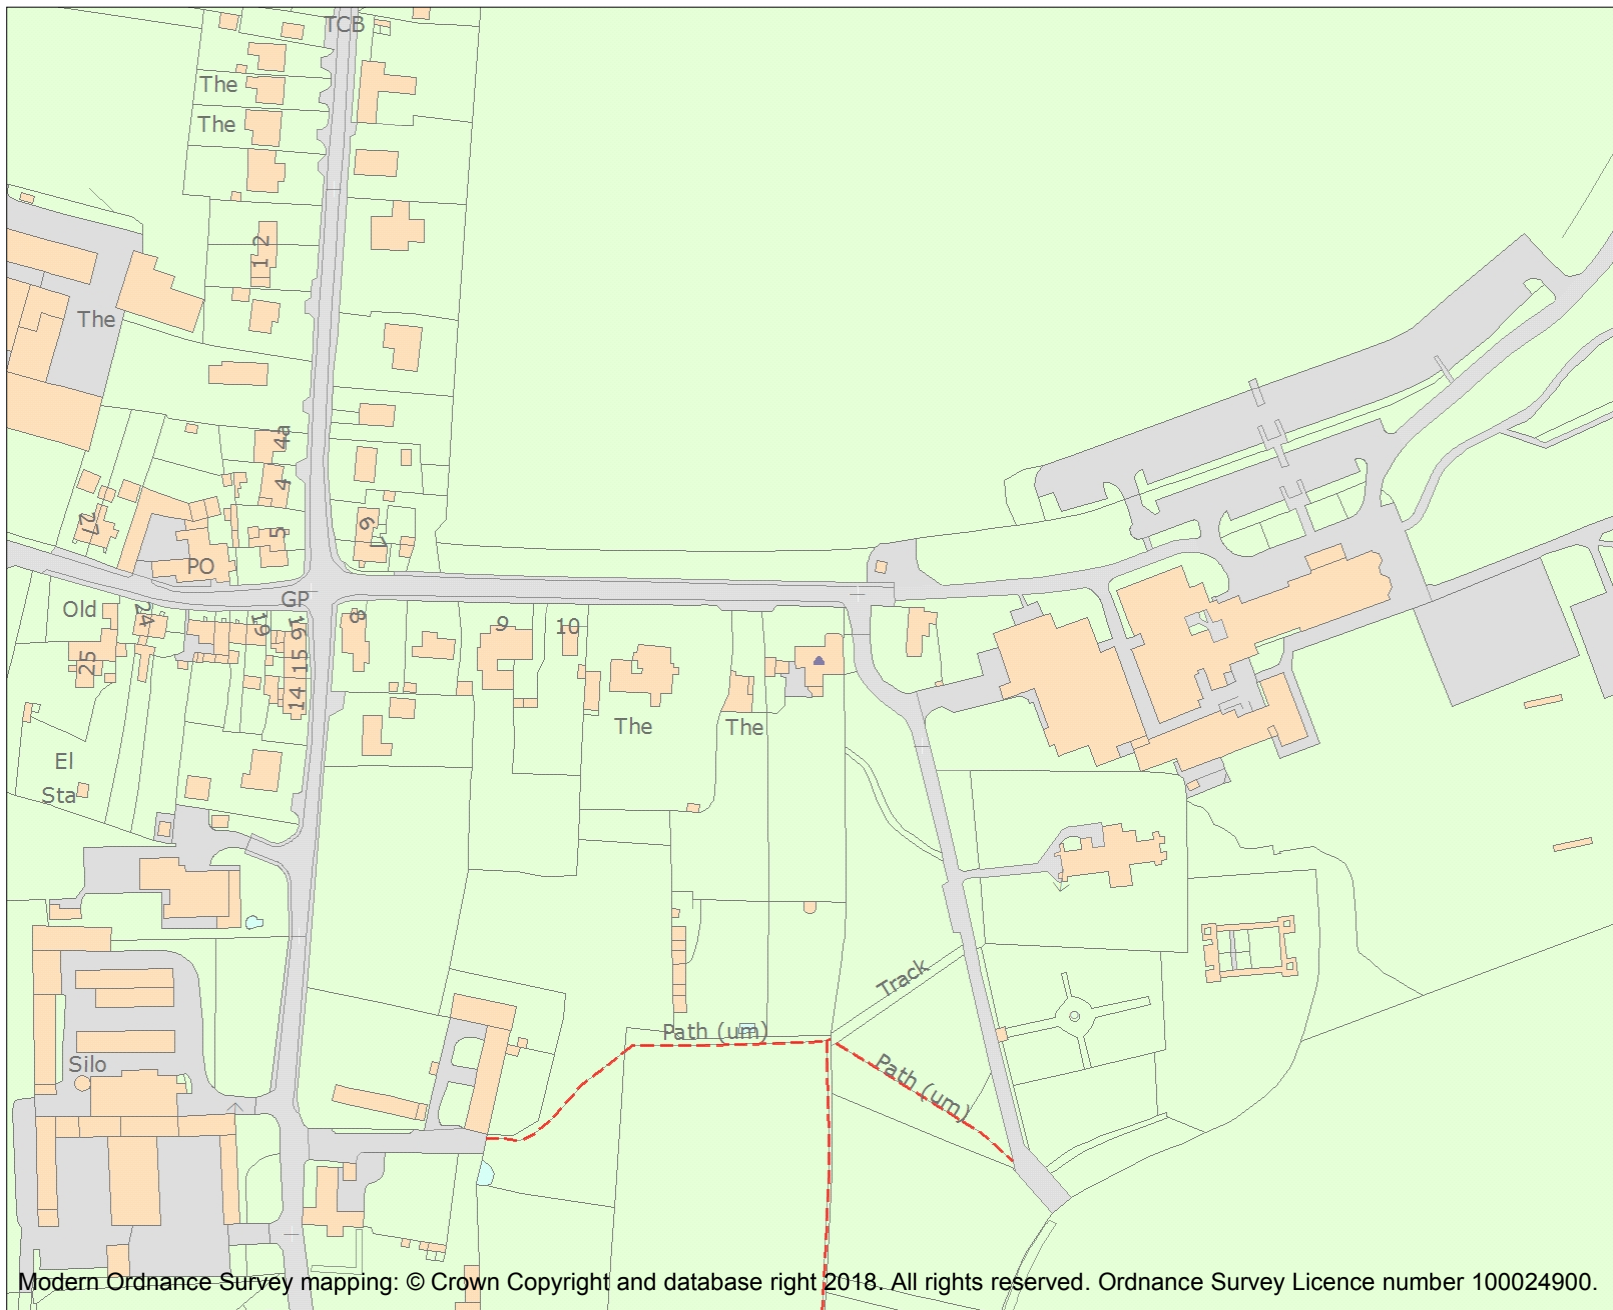 TCB
The
The
1 2
The
4a
4
5
6
7
27
PO
GP
Old
24
19
16
15
14
25
8
9
10
The
The
El
Sta
Track
Path (um)
Path (um)
Silo
Modern Ordnance Survey mapping: © Crown Copyright and database right 2018. All rights reserved. Ordnance Survey Licence number 100024900.